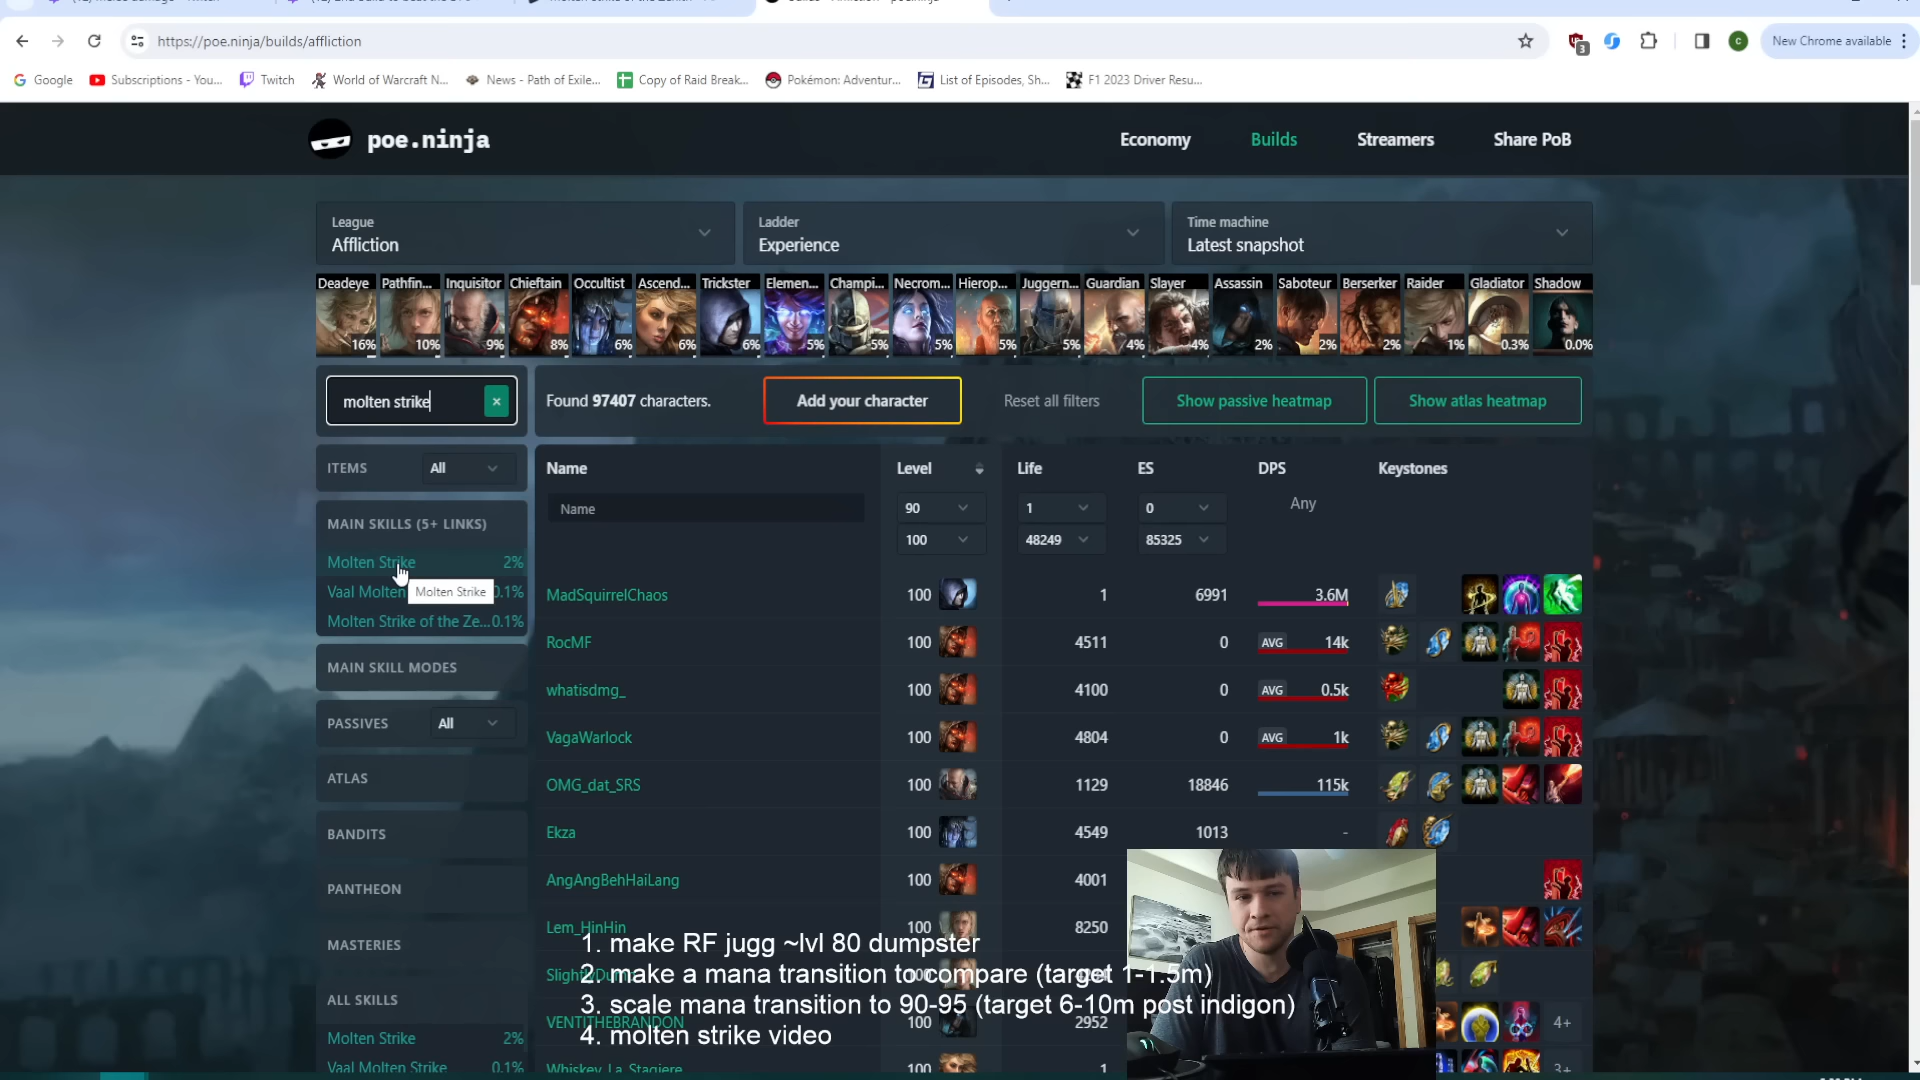 https://poe.ninja/builds/affliction
3
C
New Chrome available
Google
Subscriptions - You...
Twitch
World of Warcraft N...
News - Path of Exile...
Copy of Raid Break...
Pokémon: Adventur...
List of Episodes, Sh...
F1 2023 Driver Resu...
poe.ninja
Economy
Builds
Streamers
Share PoB
League
Affliction
Ladder
Experience
Time machine
Latest snapshot
Deadeye Pathfin... Inquisitor Chieftain Occultist Ascend... Trickster Elemen... Champi... Necrom... Hierop... Juggern... Guardian Slayer Assassin Saboteur Berserker Raider Gladiator Shadow
16% 10% 9% 8% 6% 6% 6% 5% 5% 5% 5% 5% 4% 4% 2% 2% 2% 1% 0.3% 0.0%
molten strike
×
Found 97407 characters.
Add your character
Reset all filters
Show passive heatmap
Show atlas heatmap
ITEMS All
MAIN SKILLS (5+ LINKS)
Molten Strike 2%
Vaal Molten 0.1%
Molten Strike
Molten Strike of the Ze... 0.1%
MAIN SKILL MODES
PASSIVES All
ATLAS
BANDITS
PANTHEON
MASTERIES
ALL SKILLS
Molten Strike 2%
Vaal Molten Strike 0.1%
Name Level Life ES DPS Keystones
Name 90 1 0 Any
100 48249 85325
MadSquirrelChaos 100 1 6991 3.6M
RocMF 100 4511 0 AVG 14k
whatisdmg_ 100 4100 0 AVG 0.5k
VagaWarlock 100 4804 0 AVG 1k
OMG_dat_SRS 100 1129 18846 115k
Ekza 100 4549 1013 -
AngAngBehHaiLang 100 4001
Lem_HinHin 100 8250
VENTITHEBRANDON 100 2952 4+
Whiskey_La_Stagiere 100 1 3+
1. make RF jugg ~lvl 80 dumpster
2. make a mana transition to compare (target 1-1.5m)
3. scale mana transition to 90-95 (target 6-10m post indigon)
4. molten strike video